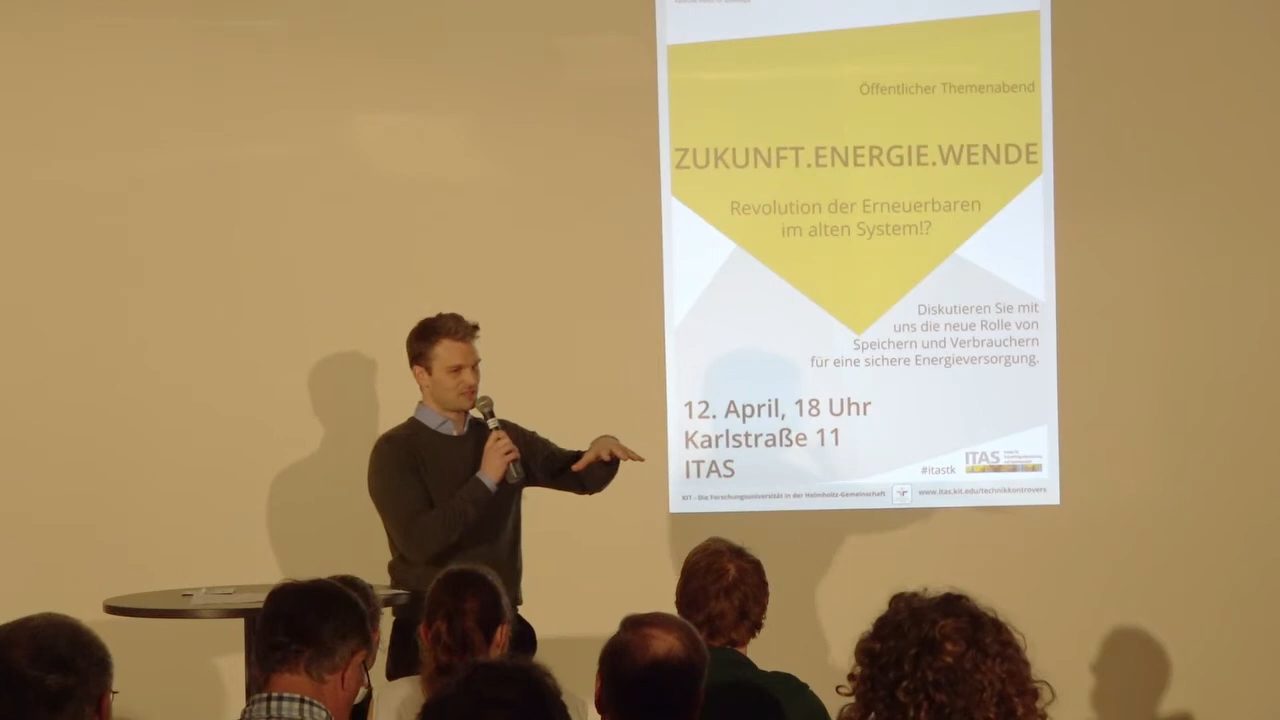 Öffentlicher Themenabend
ZUKUNFT.ENERGIE.WENDE
Revolution der Erneuerbaren
im alten System!?
Diskutieren Sie mit
uns die neue Rolle von
Speichern und Verbrauchern
für eine sichere Energieversorgung.
12. April, 18 Uhr
Karlstraße 11
ITAS
#itastk
ITAS
KIT - Die Forschungsuniversität in der Helmholtz-Gemeinschaft
www.itas.kit.edu/technikkontrovers